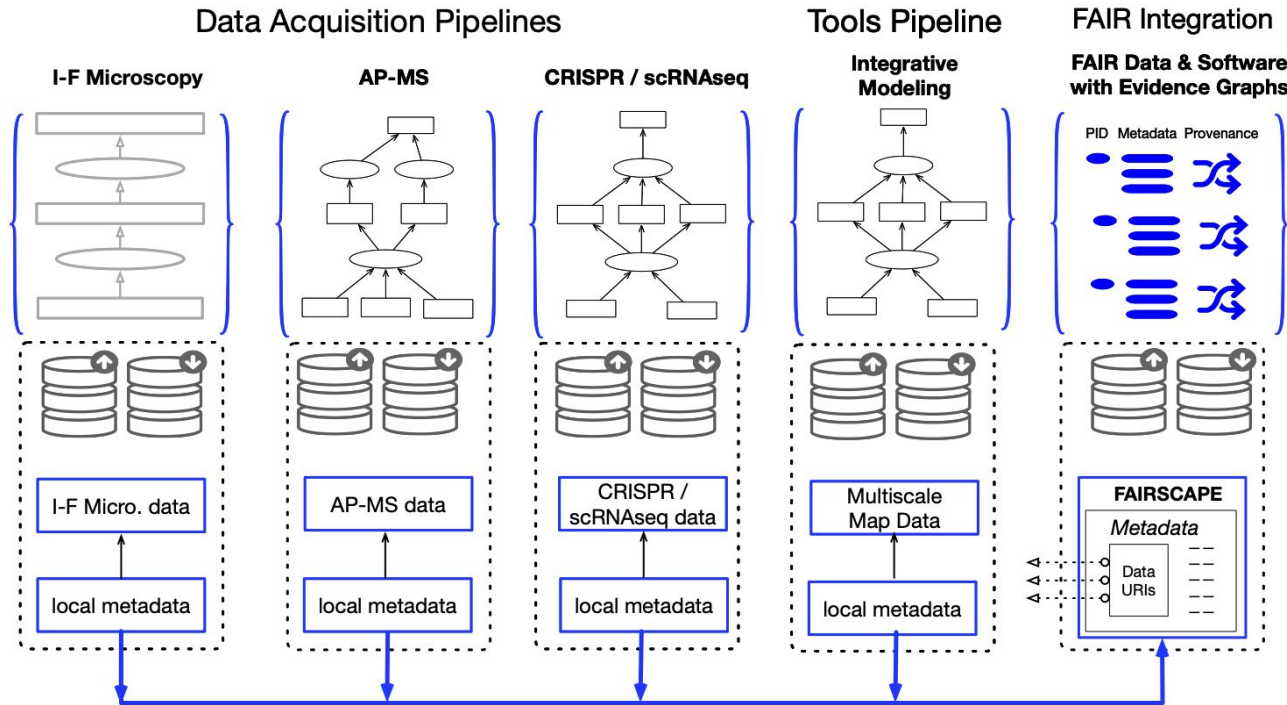 Data Acquisition Pipelines
Tools Pipeline
FAIR Integration
I-F Microscopy
AP-MS
CRISPR / scRNAseq
Integrative
Modeling
FAIR Data & Software
with Evidence Graphs
PID
Metadata
Provenance
I-F Micro. data
AP-MS data
CRISPR /
scRNAseq data
Multiscale
Map Data
FAIRSCAPE
Metadata
Data
URIs
local metadata
local metadata
local metadata
local metadata